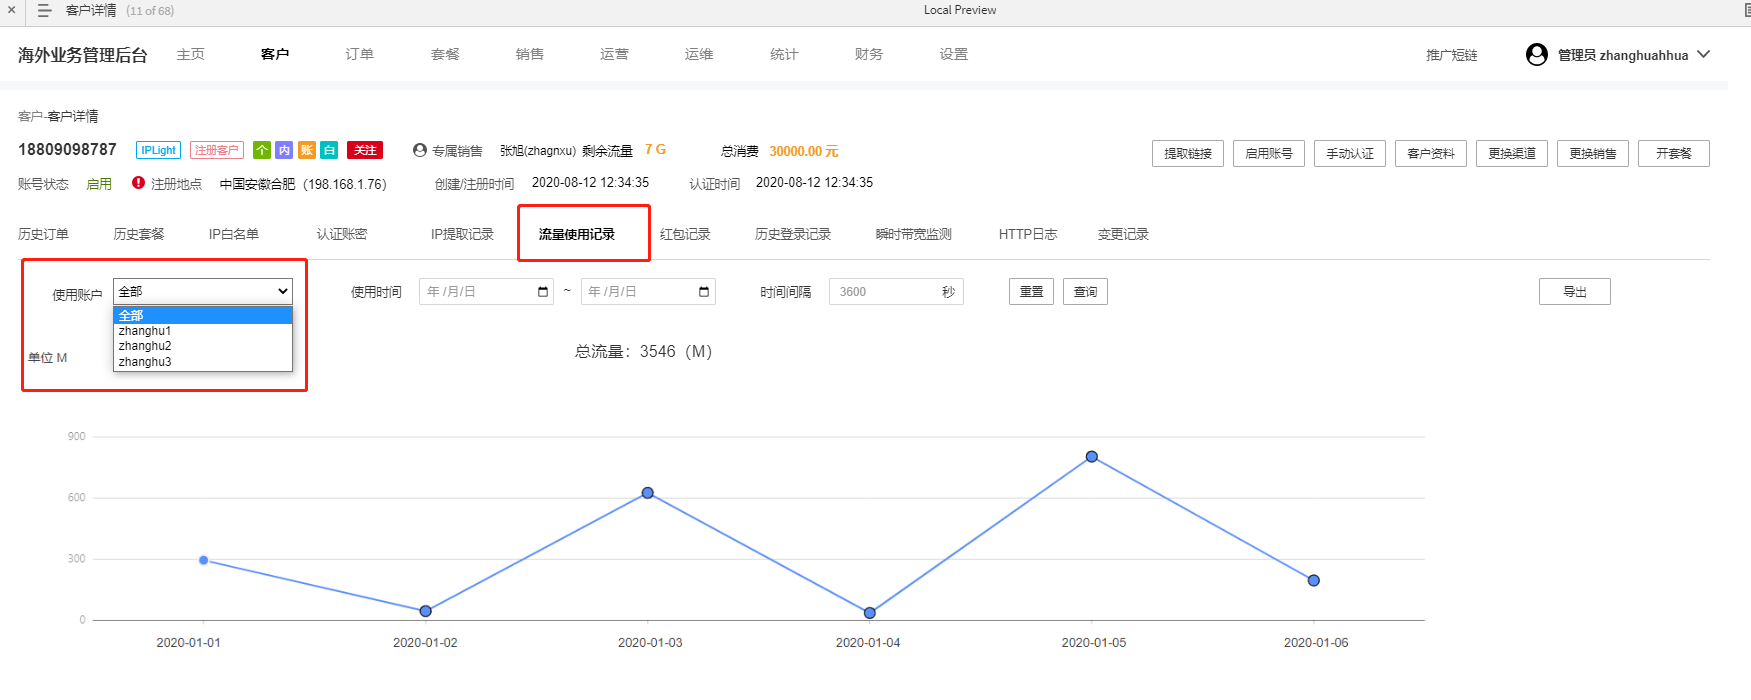 客户详情 (11 of 68) Local Preview
海外业务管理后台 主页 客户 订单 套餐 销售 运营 运维 统计 财务 设置 推广短链 管理员 zhanghuahhua
客户-客户详情
18809098787 IPLight 注册客户 个 内 账 白 关注 专属销售 张旭(zhagnxu) 剩余流量 7 G 总消费 30000.00 元 提取链接 启用账号 手动认证 客户资料 更换渠道 更换销售 开套餐
账号状态 启用 注册地点 中国安徽合肥（198.168.1.76） 创建/注册时间 2020-08-12 12:34:35 认证时间 2020-08-12 12:34:35
历史订单 历史套餐 IP白名单 认证账密 IP提取记录 流量使用记录 红包记录 历史登录记录 瞬时带宽监测 HTTP日志 变更记录
使用账户 全部 使用时间 年 /月/日 ~ 年 /月/日 时间间隔 3600 秒 重置 查询 导出
全部
zhanghu1
zhanghu2
zhanghu3
单位 M 总流量：3546（M）
900
600
300
0
2020-01-01 2020-01-02 2020-01-03 2020-01-04 2020-01-05 2020-01-06